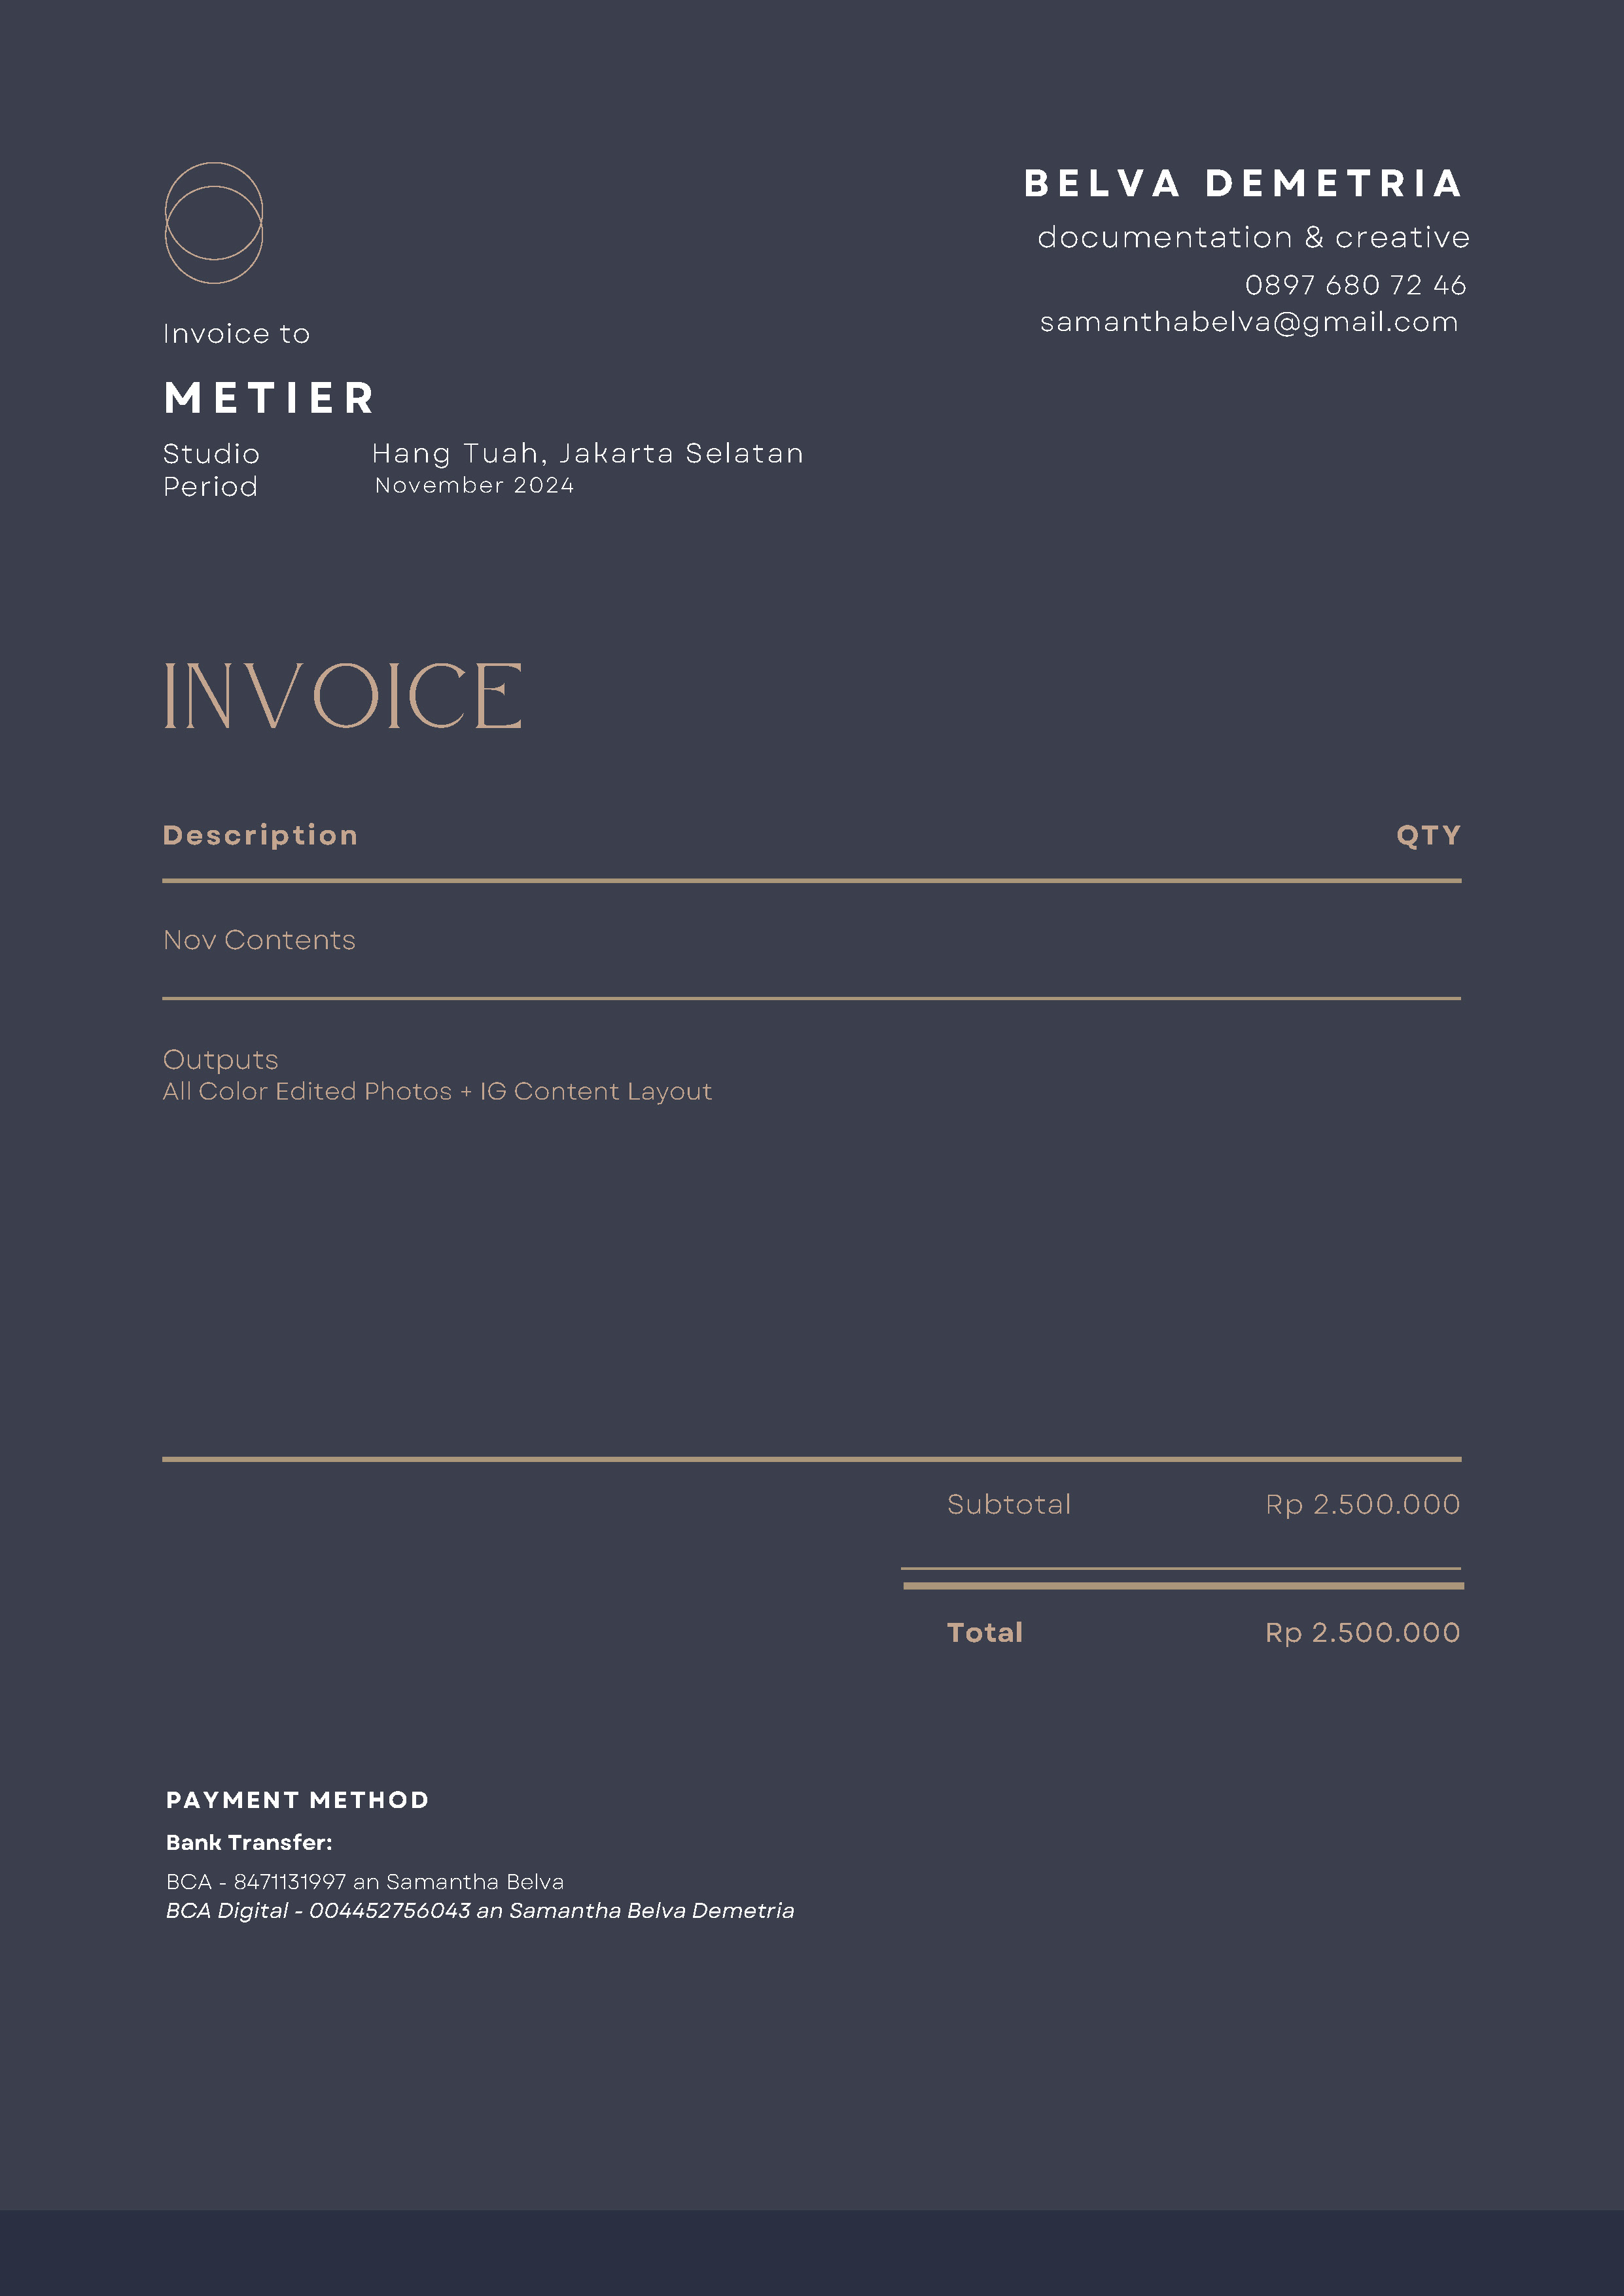 BELVA DEMETRIA
documentation & creative
0897 680 72 46
samanthabelva@gmail.com
Invoice to
METIER
Studio Hang Tuah, Jakarta Selatan
Period November 2024
INVOICE
Description QTY
Nov Contents
Outputs
All Color Edited Photos + IG Content Layout
Subtotal Rp 2.500.000
Total Rp 2.500.000
PAYMENT METHOD
Bank Transfer:
BCA - 8471131997 an Samantha Belva
BCA Digital - 004452756043 an Samantha Belva Demetria